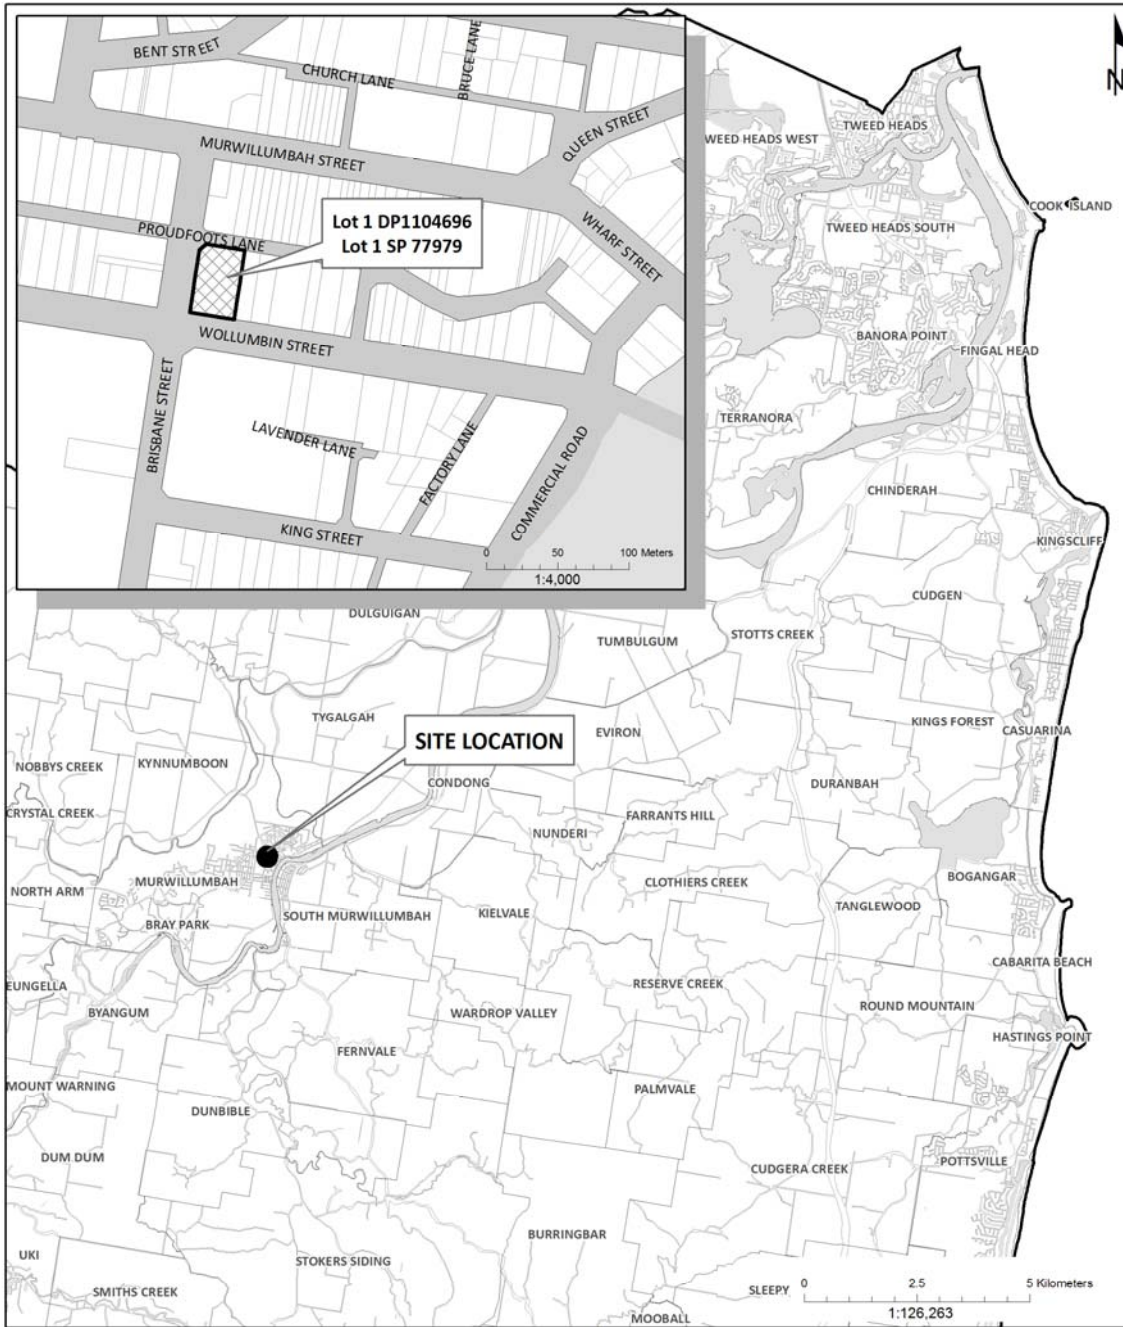 BENT STREET
CHURCH LANE
BRUCE LANE
QUEEN STREET
MURWILLUMBAH STREET
WHARF STREET
Lot 1 DP1104696
Lot 1 SP 77979
PROUDFOOTS LANE
WOLLUMBIN STREET
BRISBANE STREET
LAVENDER LANE
FACTORY LANE
COMMERCIAL ROAD
KING STREET
0 50 100 Meters
1:4,000
N
TWEED HEADS
WEED HEADS WEST
COOK ISLAND
TWEED HEADS SOUTH
BANORA POINT
FINGAL HEAD
TERRANORA
CHINDERAH
KINGSCLIFF
CUDGEN
DULGUIGAN
TUMBULGUM
STOTTS CREEK
TYGALGAH
SITE LOCATION
EVIRON
KINGS FOREST
CASUARINA
NOBBYS CREEK
KYNNUMBOON
CONDONG
DURANBAH
CRYSTAL CREEK
NUNDERI
FARRANTS HILL
NORTH ARM
MURWILLUMBAH
CLOTHIERS CREEK
BOGANGAR
BRAY PARK
SOUTH MURWILLUMBAH
KIELVALE
TANGLEWOOD
CABARITA BEACH
EUNGELLA
BYANGUM
WARDROP VALLEY
RESERVE CREEK
ROUND MOUNTAIN
HASTINGS POINT
FERNVALE
MOUNT WARNING
DUNBIBLE
PALMVALE
DUM DUM
CUDGERA CREEK
POTTSVILLE
UKI
STOKERS SIDING
BURRINGBAR
SMITHS CREEK
SLEEPY
MOOBALL
0 2.5 5 Kilometers
1:126,263